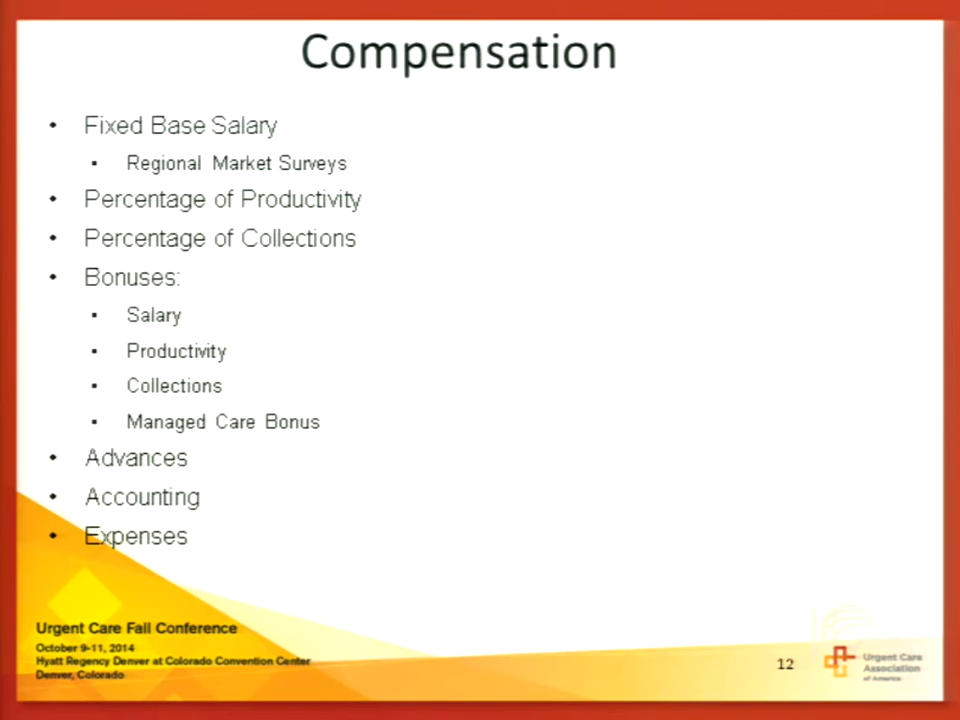 Compensation
• Fixed Base Salary
▪ Regional Market Surveys
• Percentage of Productivity
• Percentage of Collections
• Bonuses:
▪ Salary
▪ Productivity
▪ Collections
▪ Managed Care Bonus
• Advances
• Accounting
• Expenses
Urgent Care Fall Conference
October 9-11, 2014
Hyatt Regency Denver at Colorado Convention Center
Denver, Colorado
12
Urgent Care
Association
of America